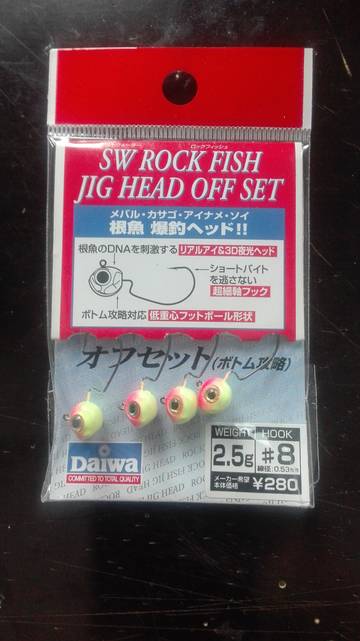 ロックフィッシュ
SW ROCK FISH
JIG HEAD OFF SET
メバル・カサゴ・アイナメ・ソイ
根魚 爆釣ヘッド!!
根魚のDNAを刺激する リアルアイ&3D夜光ヘッド
ショートバイト
を逃さない
超細軸フック
ボトム攻略対応 低重心フットボール形状
オフセット(ボトム攻略)
WEIGHT HOOK
2.5g #8
線径:0.53%
Daiwa
COMMITTED TO TOTAL QUALITY
メーカー希望
本体価格 ¥280